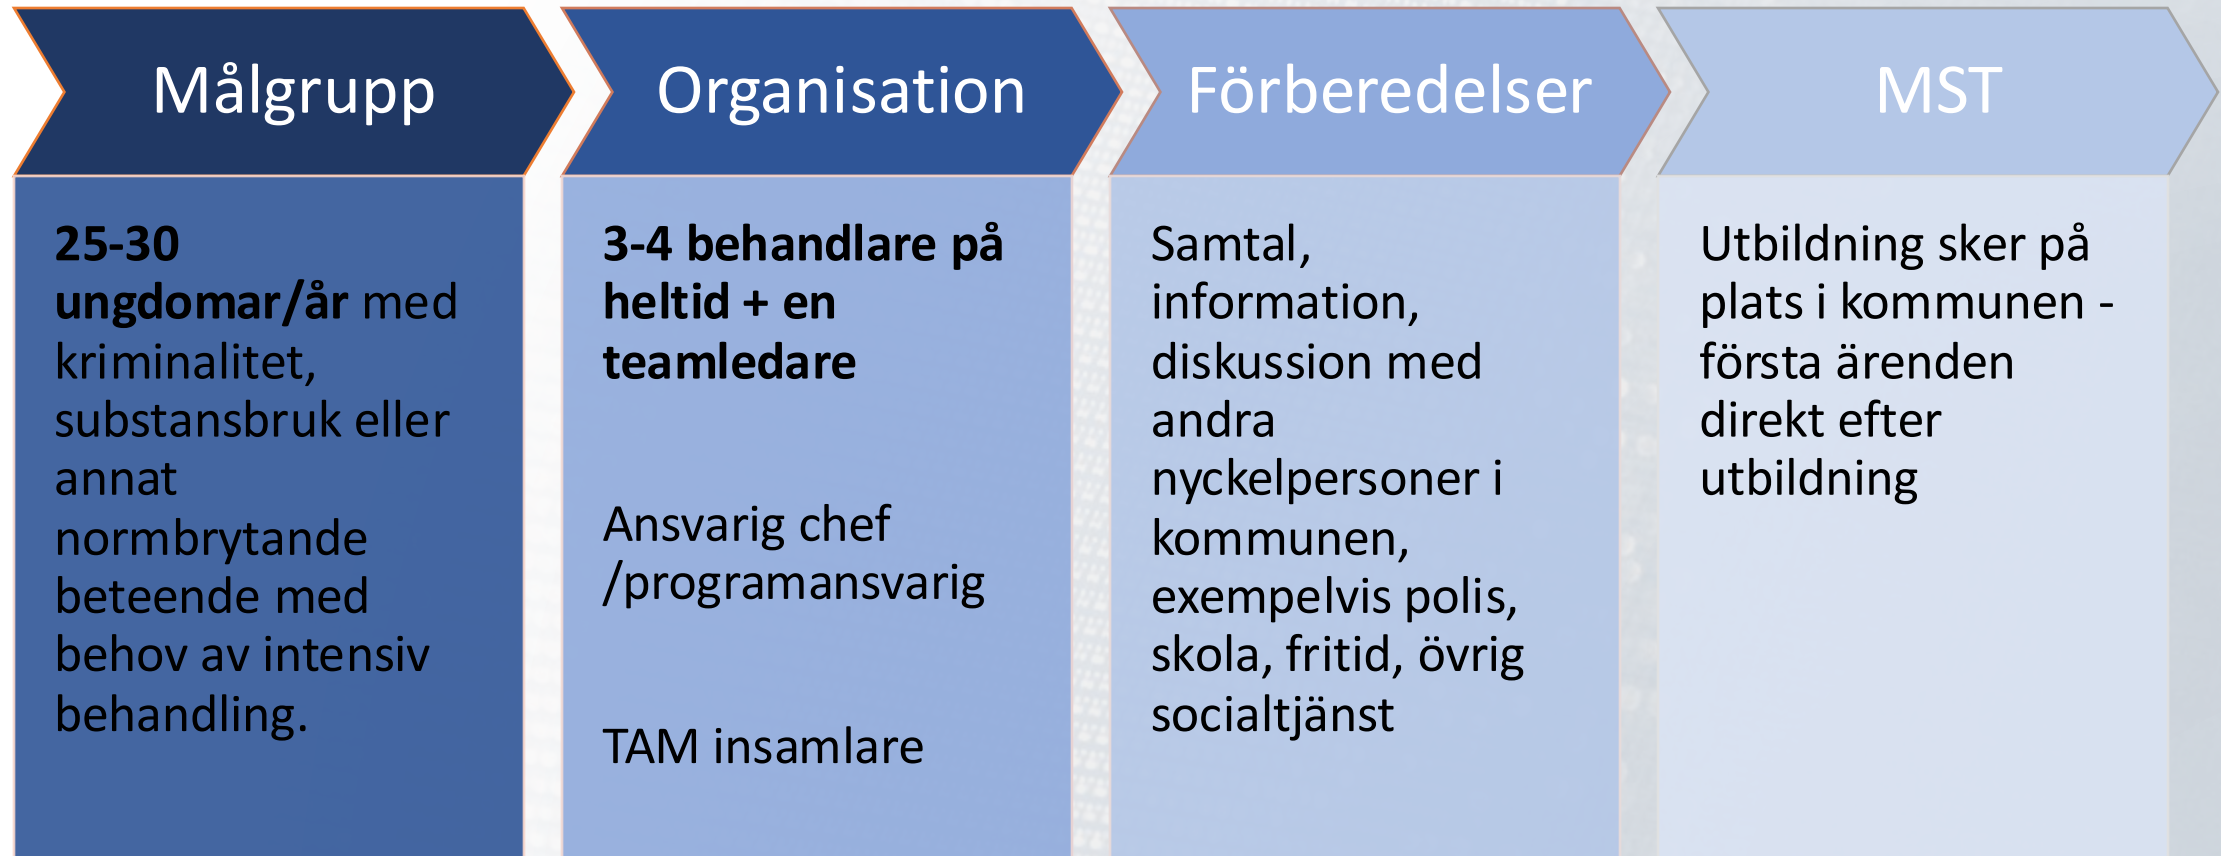 Målgrupp
25-30
ungdomar/år med
kriminalitet,
substansbruk eller
annat
normbrytande
beteende med
behov av intensiv
behandling.
Organisation
3-4 behandlare på
heltid + en
teamledare
Ansvarig chef
/programansvarig
TAM insamlare
Förberedelser
Samtal,
information,
diskussion med
andra
nyckelpersoner i
kommunen,
exempelvis polis,
skola, fritid, övrig
socialtjänst
MST
Utbildning sker på
plats i kommunen -
första ärenden
direkt efter
utbildning